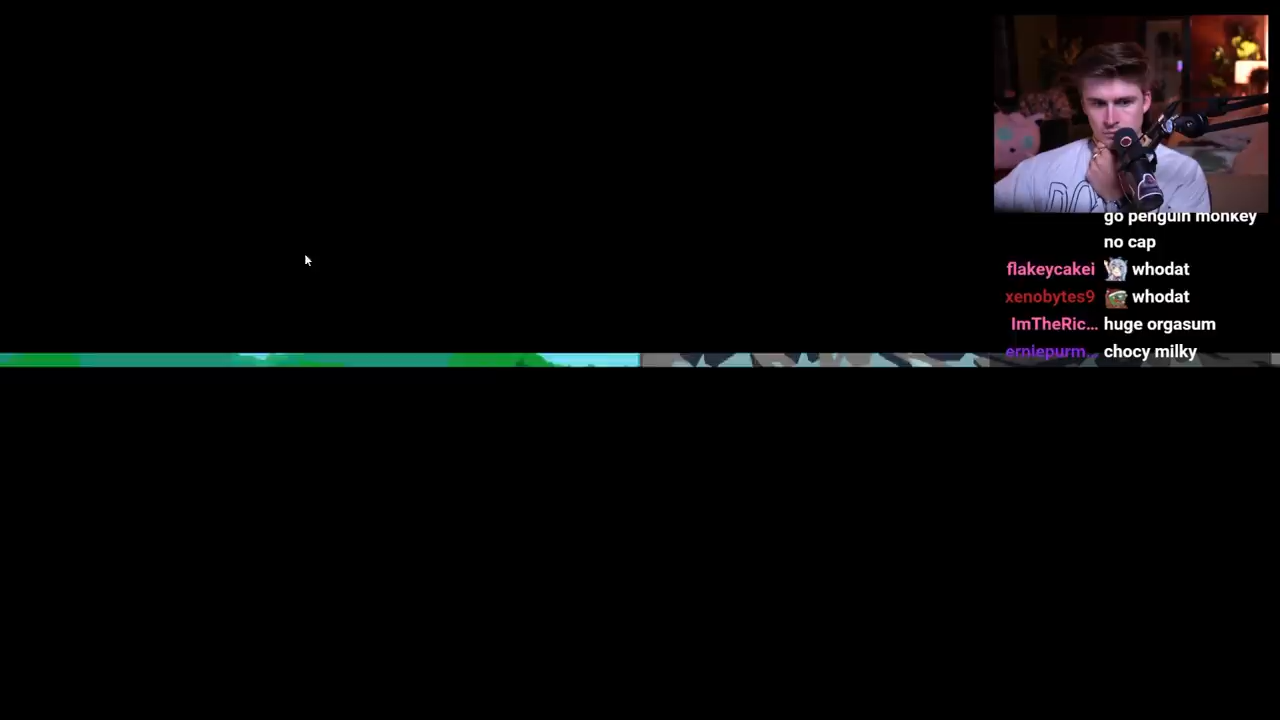 go penguin monkey
no cap
flakeycakei whodat
xenobytes9 whodat
ImTheRic... huge orgasum
erniepurm... chocy milky